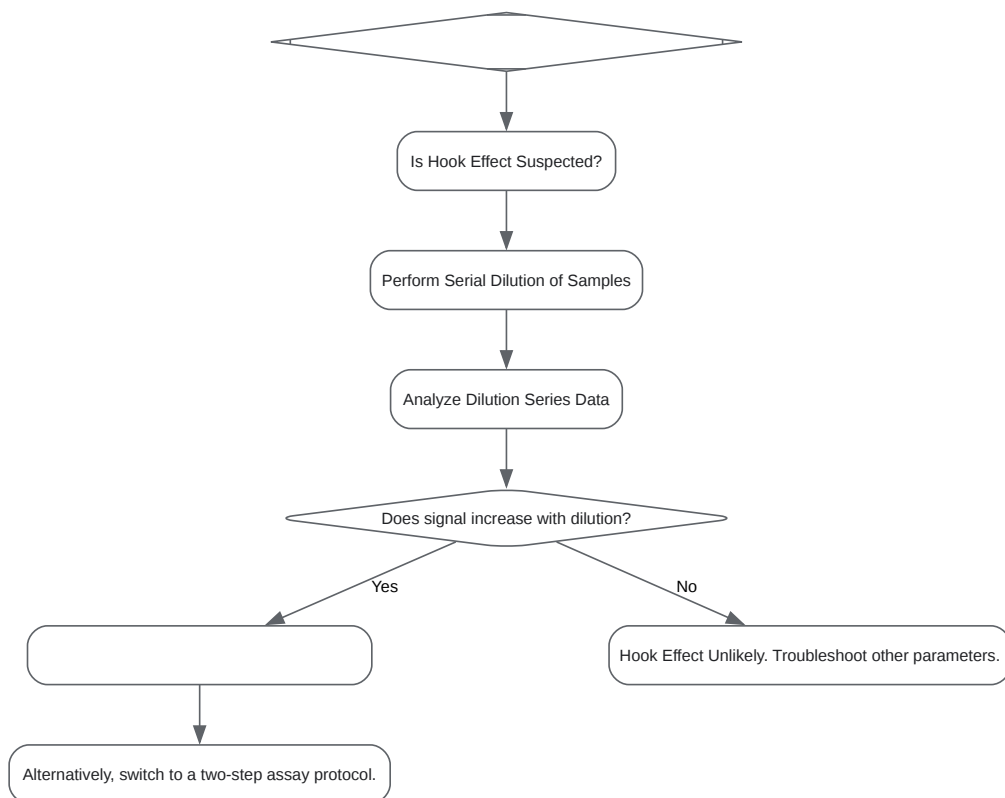 Is Hook Effect Suspected?
Perform Serial Dilution of Samples
Analyze Dilution Series Data
Does signal increase with dilution?
Yes
No
Hook Effect Unlikely. Troubleshoot other parameters.
Alternatively, switch to a two-step assay protocol.